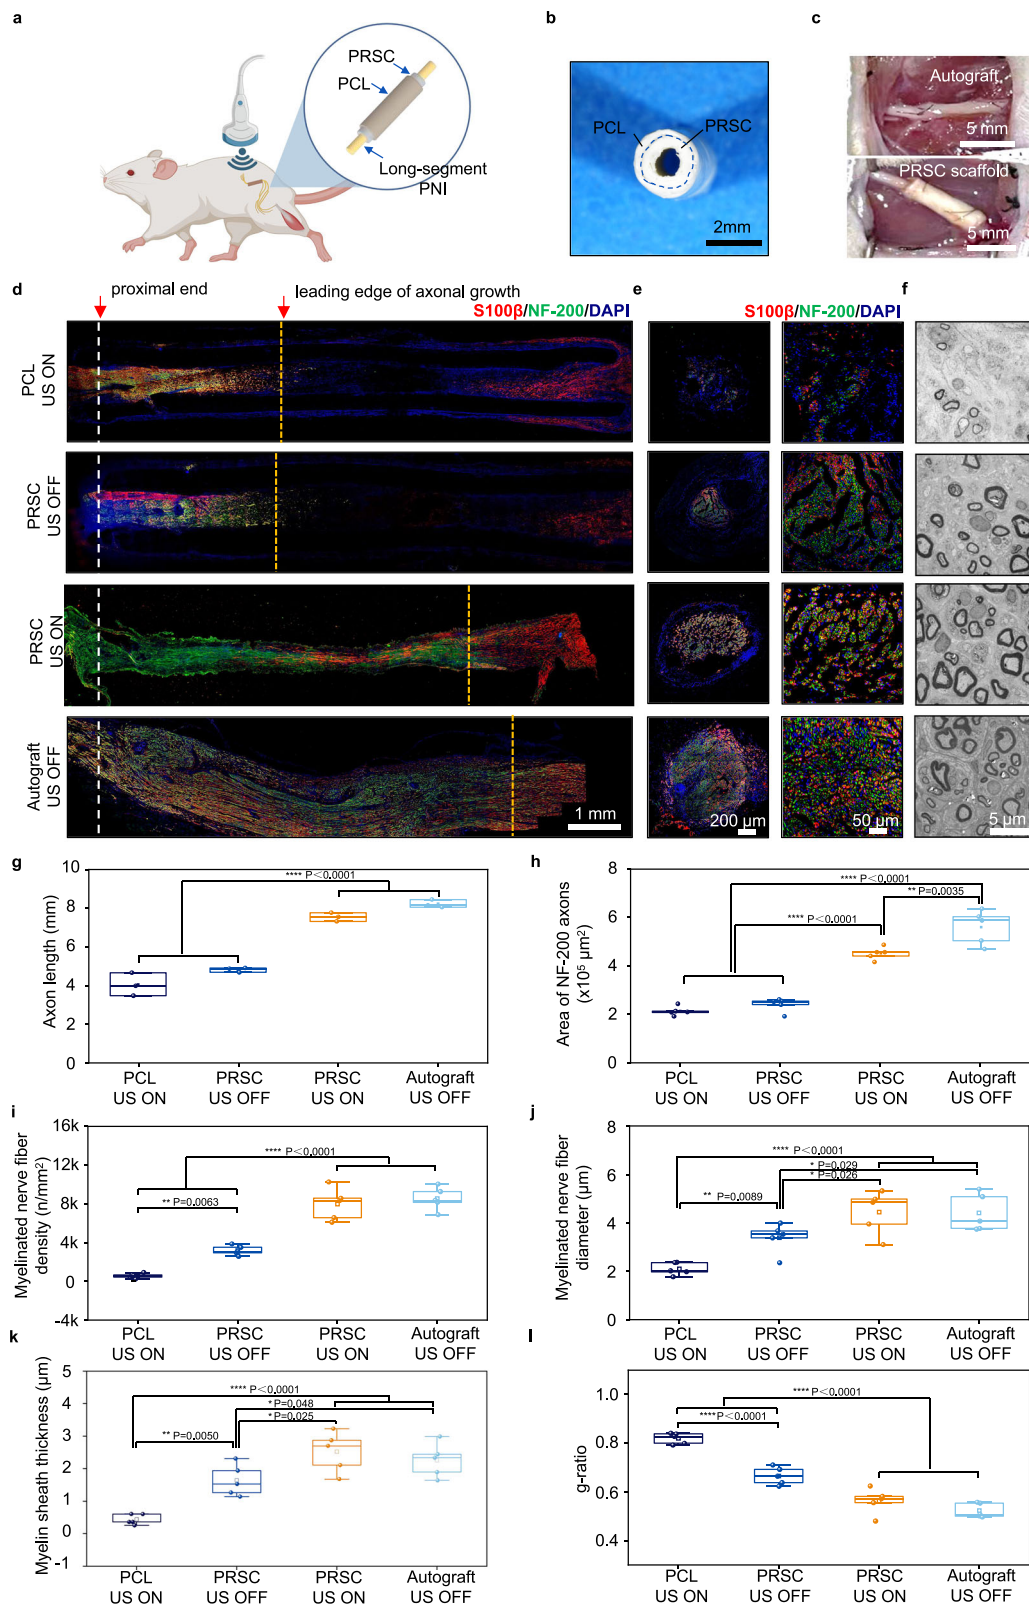 a
PRSC
PCL
Long-segment
PNI
b
PCL
PRSC
2mm
c
Autograft
5 mm
PRSC scaffold
5 mm
d
proximal end
leading edge of axonal growth
S100β/NF-200/DAPI
PCL
US ON
PRSC
US OFF
PRSC
US ON
Autograft
US OFF
1 mm
e
S100β/NF-200/DAPI
200 µm
50 µm
f
5 µm
g
Axon length (mm)
10
8
6
4
2
0
**** P<0.0001
PCL
US ON
PRSC
US OFF
PRSC
US ON
Autograft
US OFF
h
Area of NF-200 axons
(x10⁵ µm²)
8
6
4
2
0
**** P<0.0001
** P=0.0035
**** P<0.0001
PCL
US ON
PRSC
US OFF
PRSC
US ON
Autograft
US OFF
i
Myelinated nerve fiber
density (n/mm²)
16k
12k
8k
4k
0
-4k
**** P<0.0001
** P=0.0063
PCL
US ON
PRSC
US OFF
PRSC
US ON
Autograft
US OFF
j
Myelinated nerve fiber
diameter (µm)
8
6
4
2
0
**** P<0.0001
* P=0.029
* P=0.026
** P=0.0089
PCL
US ON
PRSC
US OFF
PRSC
US ON
Autograft
US OFF
k
Myelin sheath thickness (µm)
5
4
3
2
1
0
-1
**** P<0.0001
* P=0.048
* P=0.025
** P=0.0050
PCL
US ON
PRSC
US OFF
PRSC
US ON
Autograft
US OFF
l
g-ratio
1.0
0.8
0.6
0.4
**** P<0.0001
**** P<0.0001
PCL
US ON
PRSC
US OFF
PRSC
US ON
Autograft
US OFF